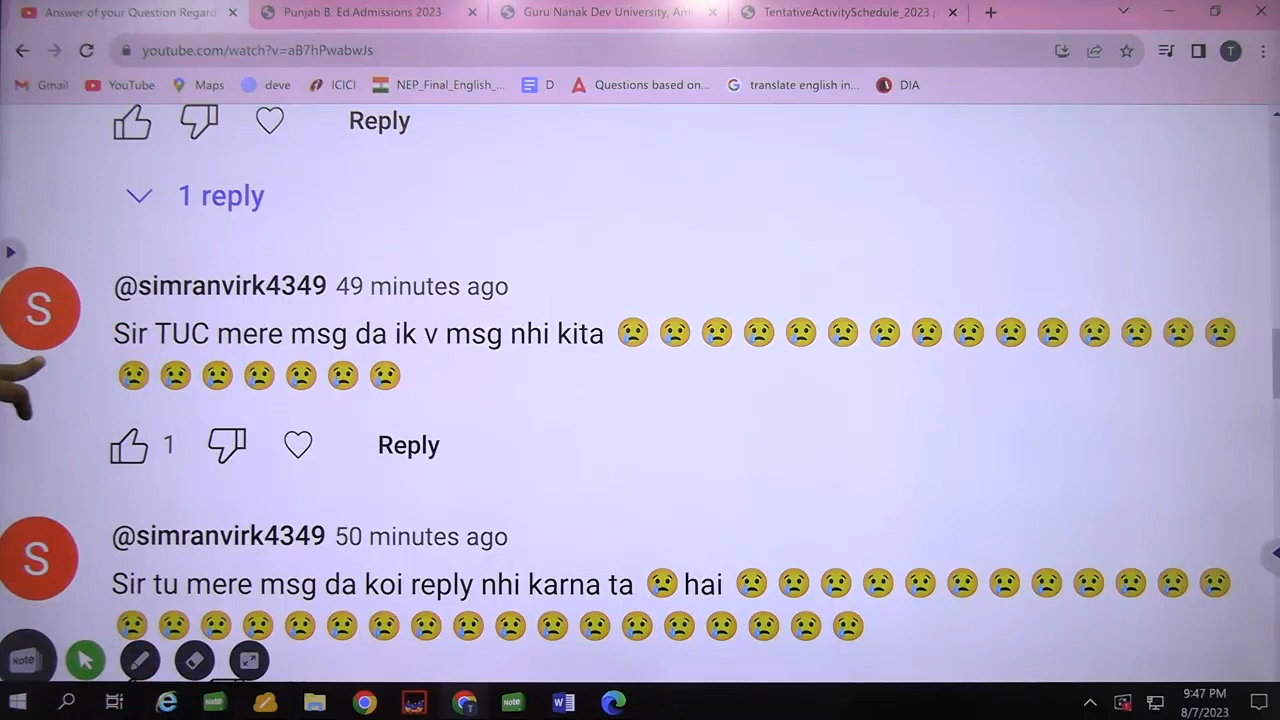 Answer of your Question Regard
Punjab B. Ed.Admissions 2023
Guru Nanak Dev University, Am
TentativeActivitySchedule_2023.p
youtube.com/watch?v=aB7hPwabwJs
T
Gmail
YouTube
Maps
deve
ICICI
NEP_Final_English_...
D
Questions based on...
translate english in...
DIA
Reply
1 reply
S
@simranvirk4349 49 minutes ago
Sir TUC mere msg da ik v msg nhi kita 😢😢😢😢😢😢😢😢😢😢😢😢😢😢😢
😢😢😢😢😢😢😢
1
Reply
S
@simranvirk4349 50 minutes ago
Sir tu mere msg da koi reply nhi karna ta 😢hai 😢😢😢😢😢😢😢😢😢😢😢😢
😢😢😢😢😢😢😢😢😢😢😢😢😢😢😢😢😢😢
Note
Note
Note
9:47 PM
8/7/2023